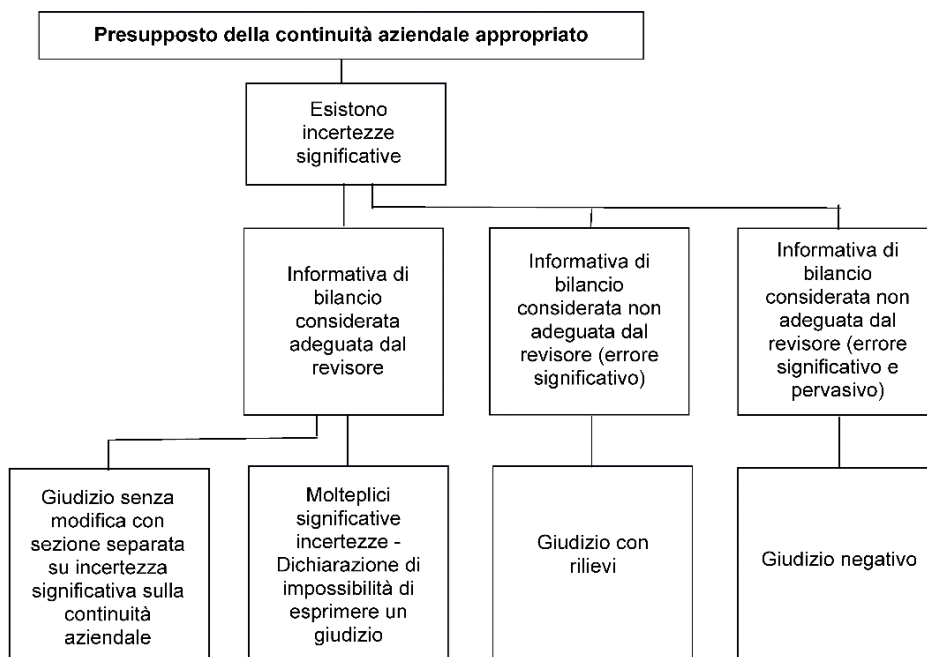 Presupposto della continuità aziendale appropriato
Esistono
incertezze
significative
Informativa di
bilancio
considerata
adeguata dal
revisore
Informativa di
bilancio
considerata non
adeguata dal
revisore (errore
significativo)
Informativa di
bilancio
considerata non
adeguata dal
revisore (errore
significativo e
pervasivo)
Giudizio senza
modifica con
sezione separata
su incertezza
significativa sulla
continuità
aziendale
Molteplici
significative
incertezze -
Dichiarazione di
impossibilità di
esprimere un
giudizio
Giudizio con
rilievi
Giudizio negativo